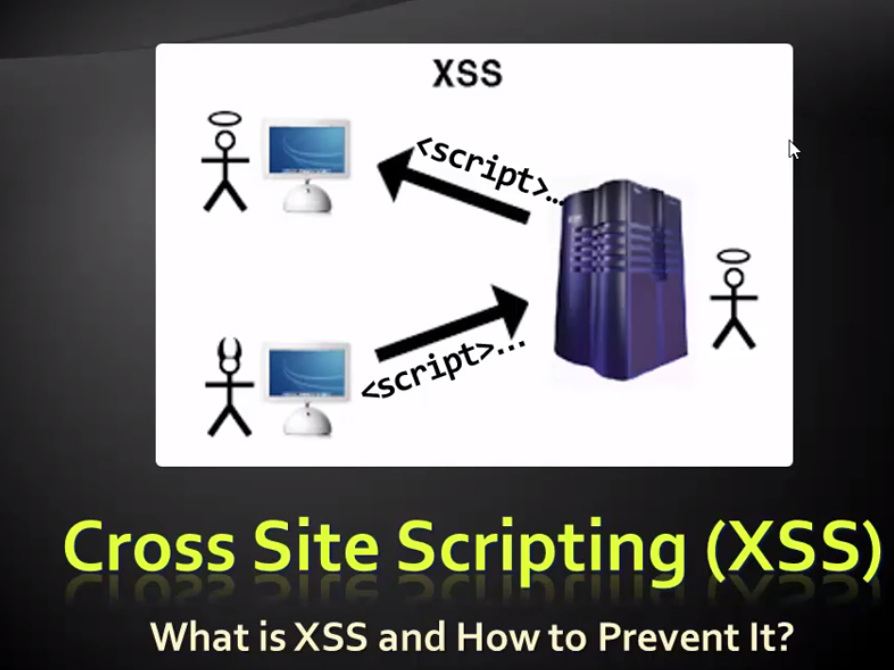 XSS
<script>...
<script>...
Cross Site Scripting (XSS)
What is XSS and How to Prevent It?